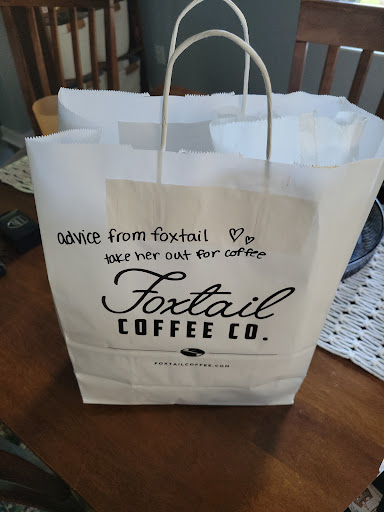 advice from foxtail ♡♡
take her out for coffee
Foxtail
COFFEE CO.
FOXTAILCOFFEE.COM